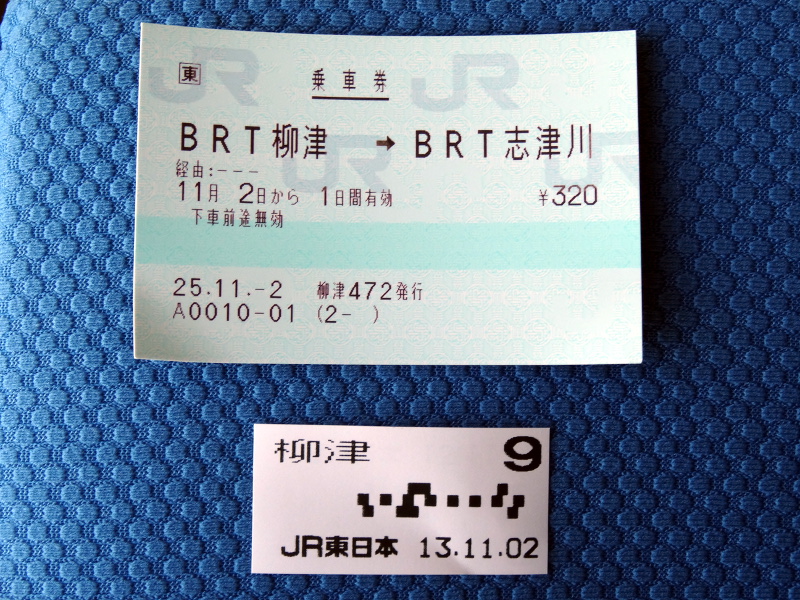 東 乗車券
BRT柳津 → BRT志津川
経由:---
11月 2日から 1日間有効 ¥320
下車前途無効
25.11.-2 柳津472発行
A0010-01 (2- )
柳津 9
JR東日本 13.11.02